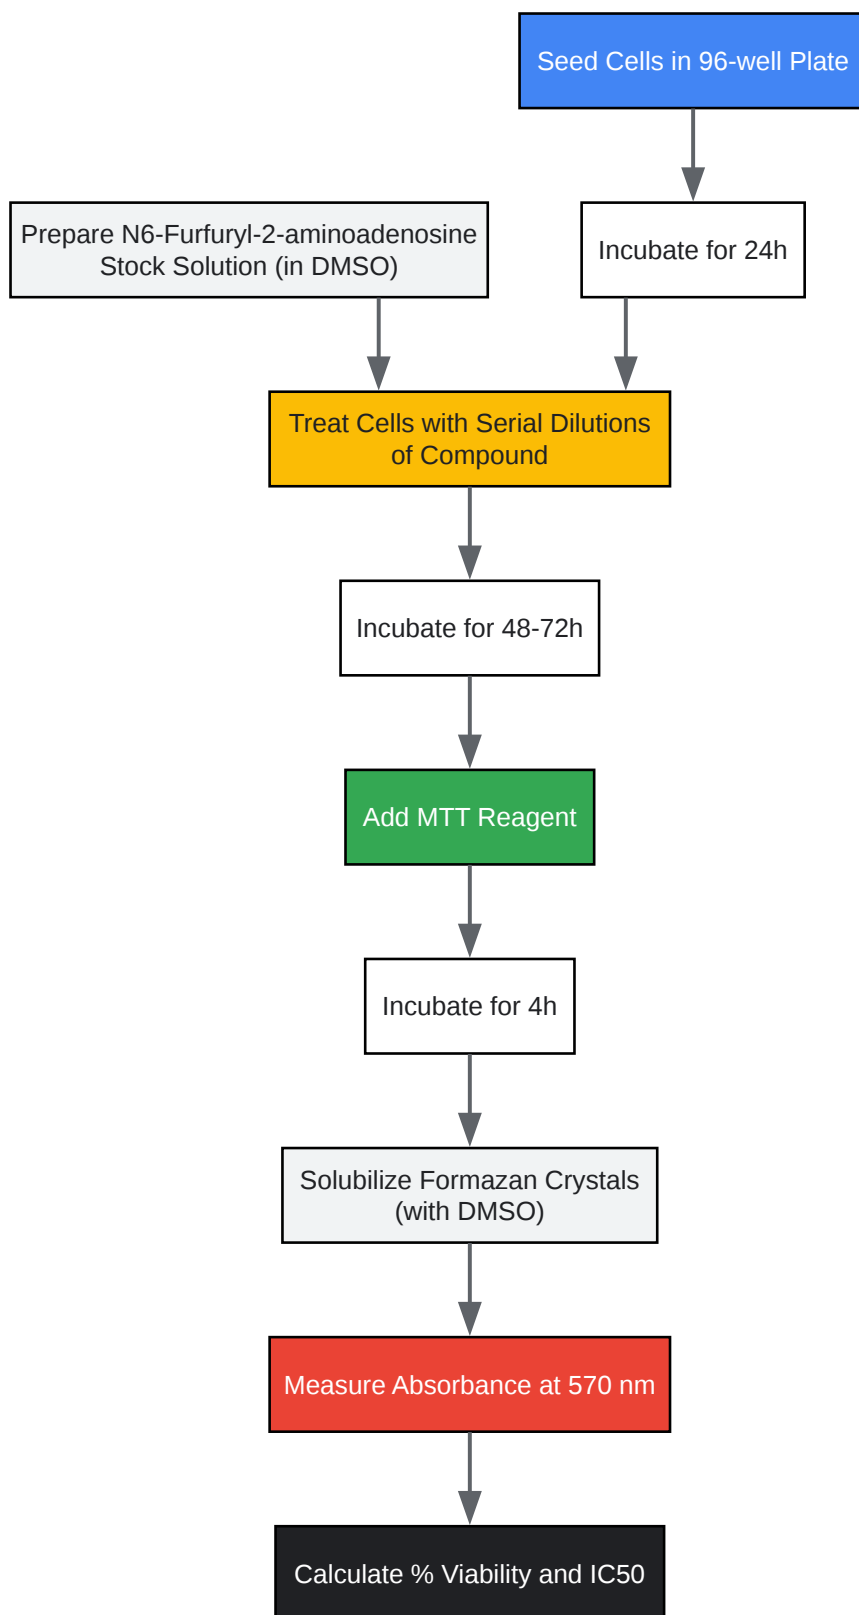 Seed Cells in 96-well Plate
Prepare N6-Furfuryl-2-aminoadenosine
Stock Solution (in DMSO)
Incubate for 24h
Treat Cells with Serial Dilutions
of Compound
Incubate for 48-72h
Add MTT Reagent
Incubate for 4h
Solubilize Formazan Crystals
(with DMSO)
Measure Absorbance at 570 nm
Calculate % Viability and IC50